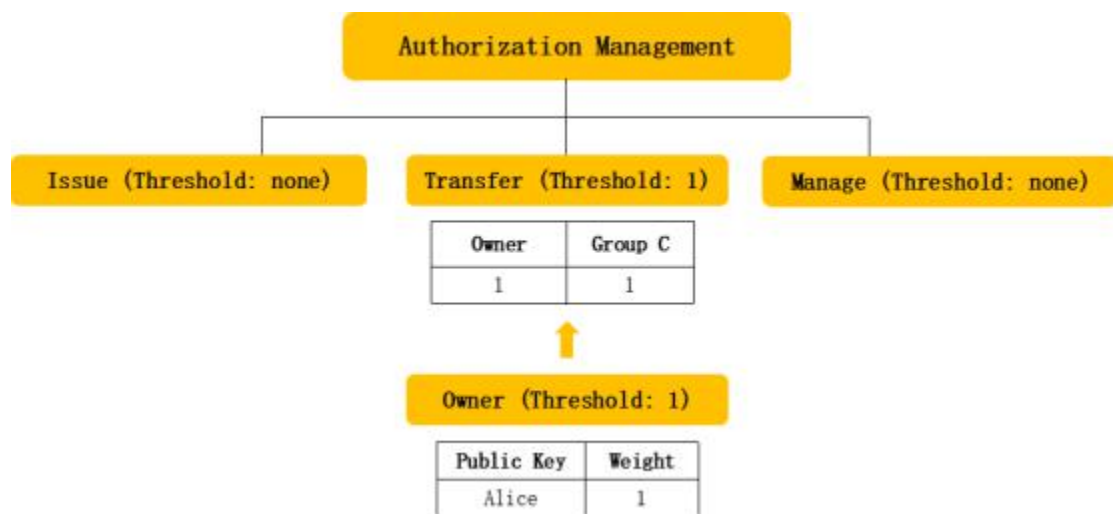 Authorization Management
Issue (Threshold: none)
Transfer (Threshold: 1)
Manage (Threshold: none)
Owner Group C
1 1
Owner (Threshold: 1)
Public Key Weight
Alice 1